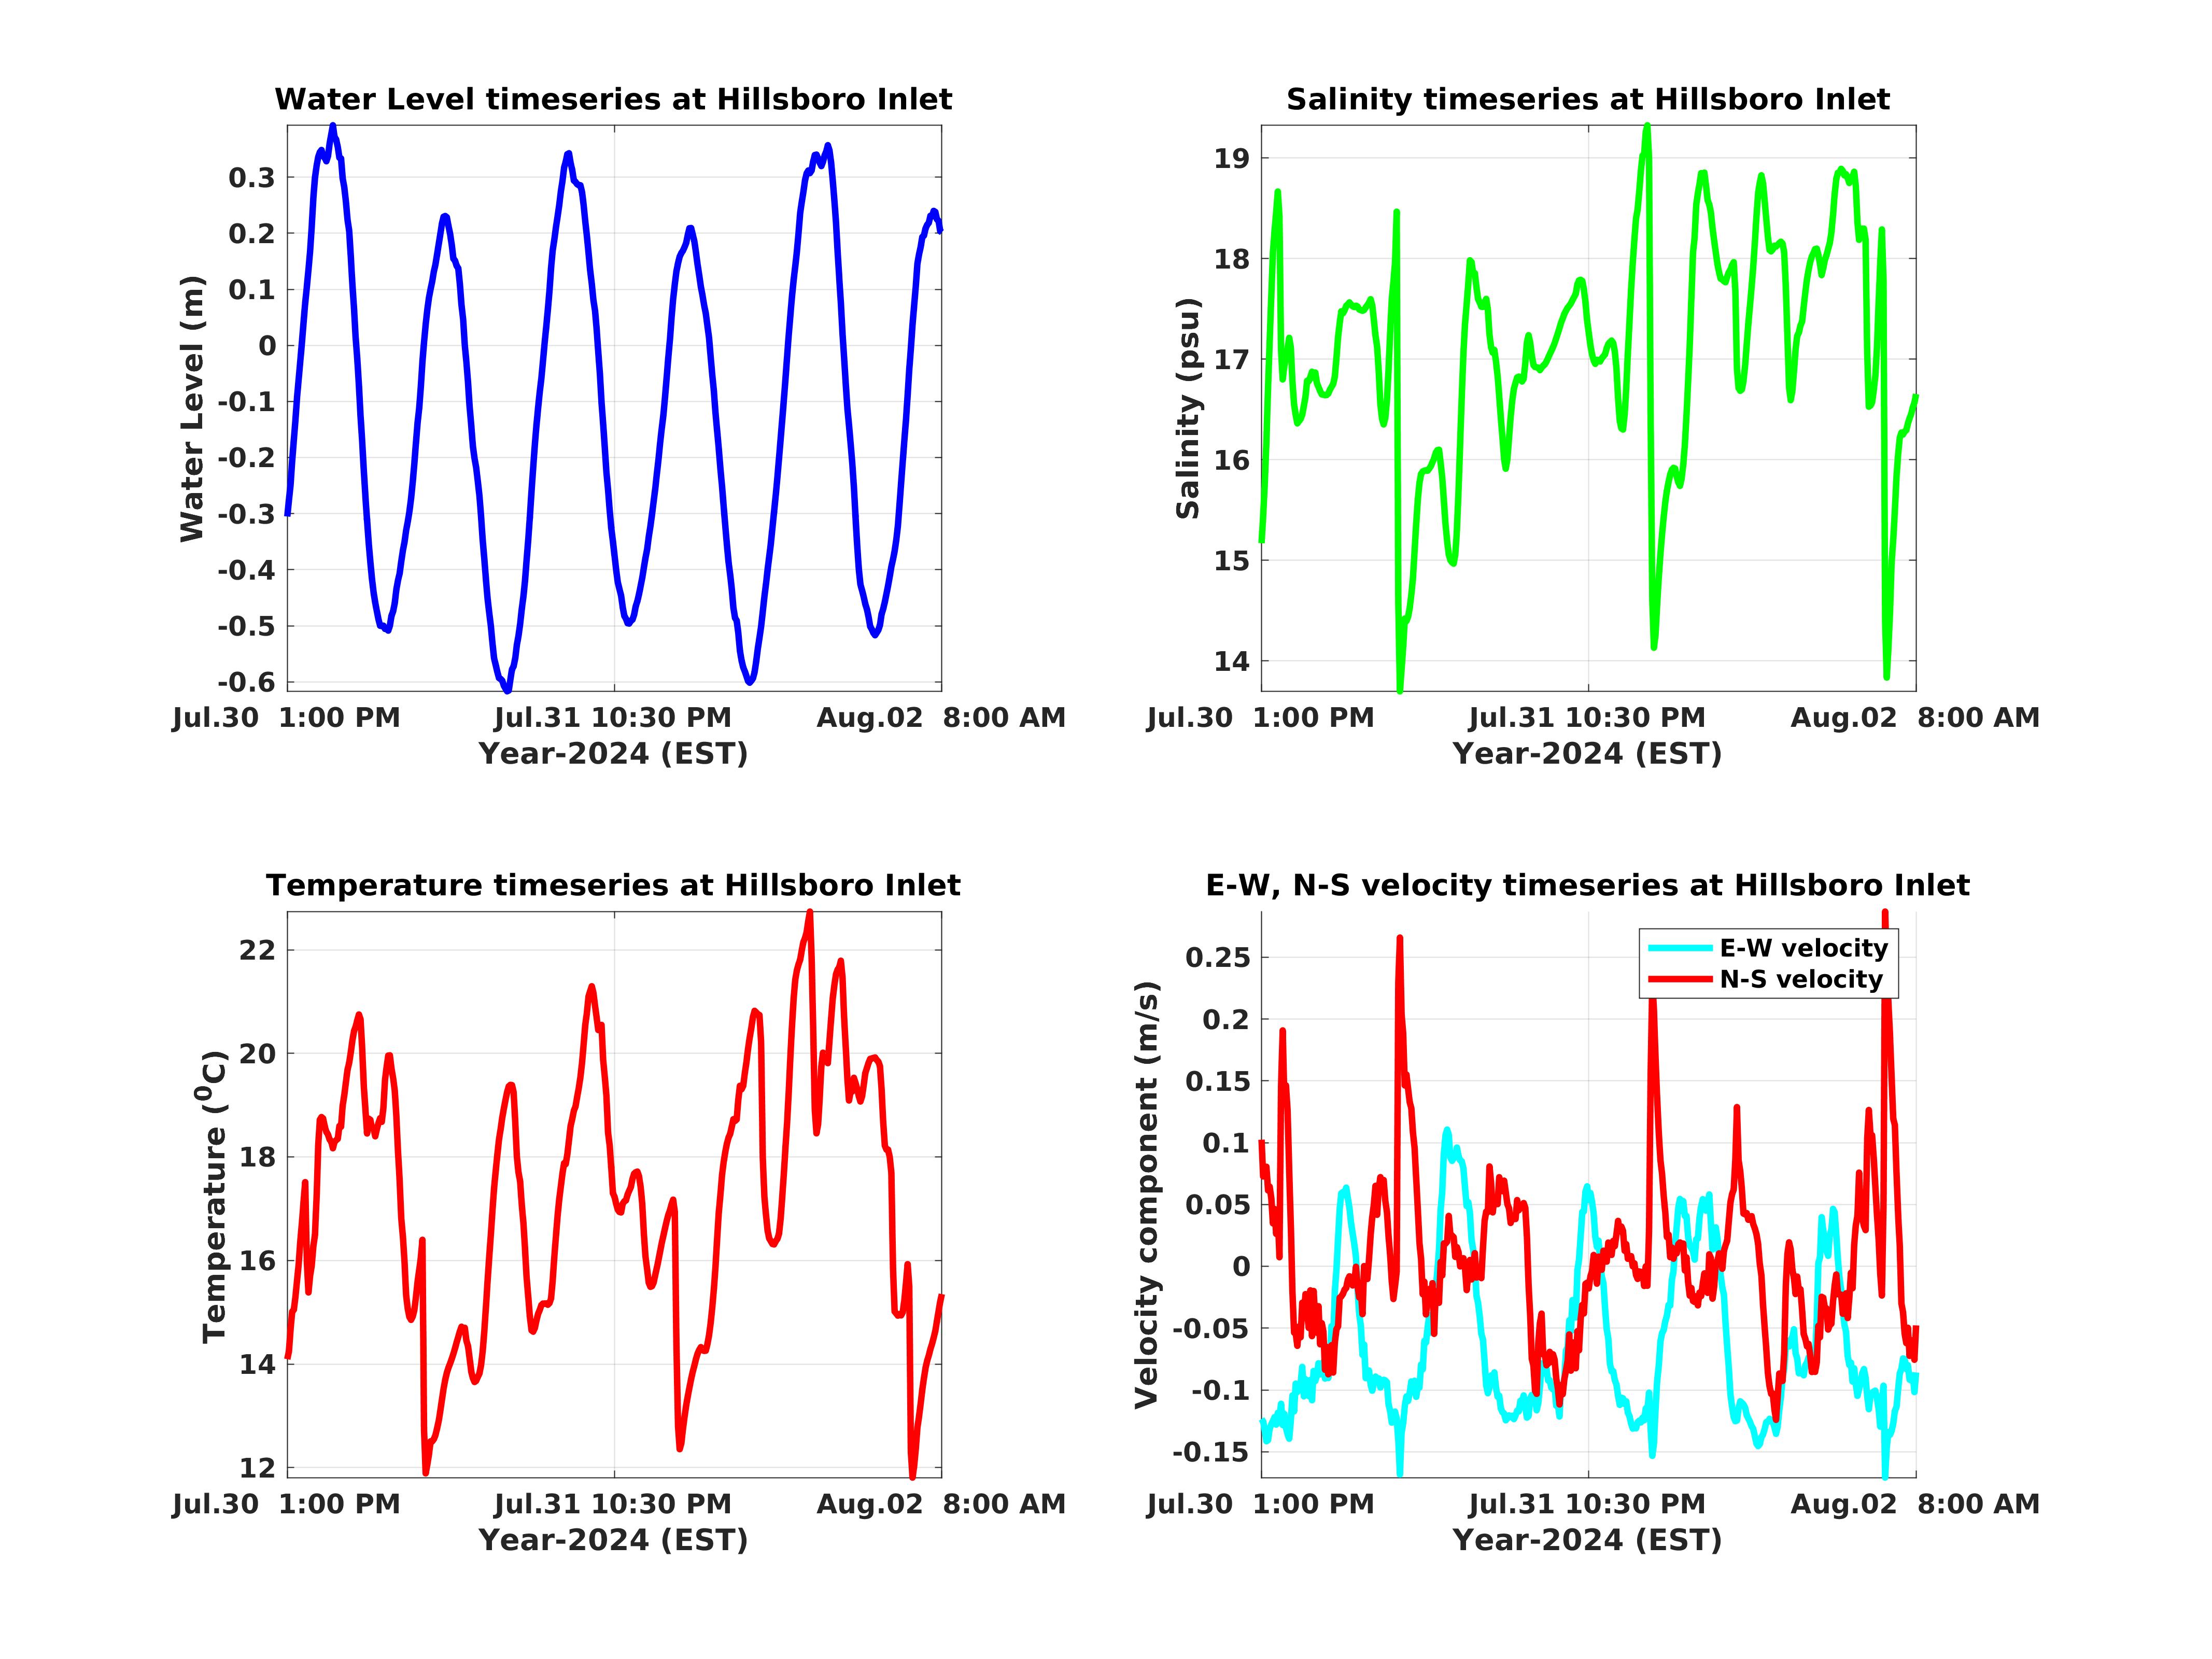 Water Level timeseries at Hillsboro Inlet
0.3
0.2
0.1
0
-0.1
-0.2
-0.3
-0.4
-0.5
-0.6
Water Level (m)
Jul.30 1:00 PM
Jul.31 10:30 PM
Aug.02 8:00 AM
Year-2024 (EST)
Salinity timeseries at Hillsboro Inlet
19
18
17
16
15
14
Salinity (psu)
Jul.30 1:00 PM
Jul.31 10:30 PM
Aug.02 8:00 AM
Year-2024 (EST)
Temperature timeseries at Hillsboro Inlet
22
20
18
16
14
12
Temperature (⁰C)
Jul.30 1:00 PM
Jul.31 10:30 PM
Aug.02 8:00 AM
Year-2024 (EST)
E-W, N-S velocity timeseries at Hillsboro Inlet
E-W velocity
N-S velocity
0.25
0.2
0.15
0.1
0.05
0
-0.05
-0.1
-0.15
Velocity component (m/s)
Jul.30 1:00 PM
Jul.31 10:30 PM
Aug.02 8:00 AM
Year-2024 (EST)